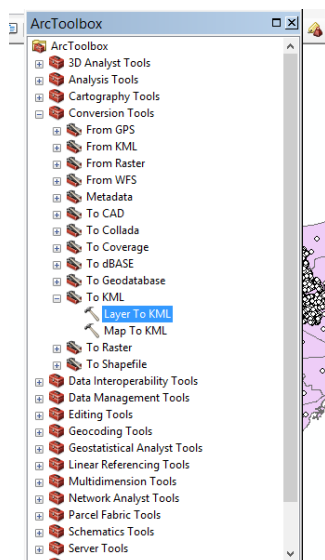 ArcToolbox
ArcToolbox
3D Analyst Tools
Analysis Tools
Cartography Tools
Conversion Tools
From GPS
From KML
From Raster
From WFS
Metadata
To CAD
To Collada
To Coverage
To dBASE
To Geodatabase
To KML
Layer To KML
Map To KML
To Raster
To Shapefile
Data Interoperability Tools
Data Management Tools
Editing Tools
Geocoding Tools
Geostatistical Analyst Tools
Linear Referencing Tools
Multidimension Tools
Network Analyst Tools
Parcel Fabric Tools
Schematics Tools
Server Tools